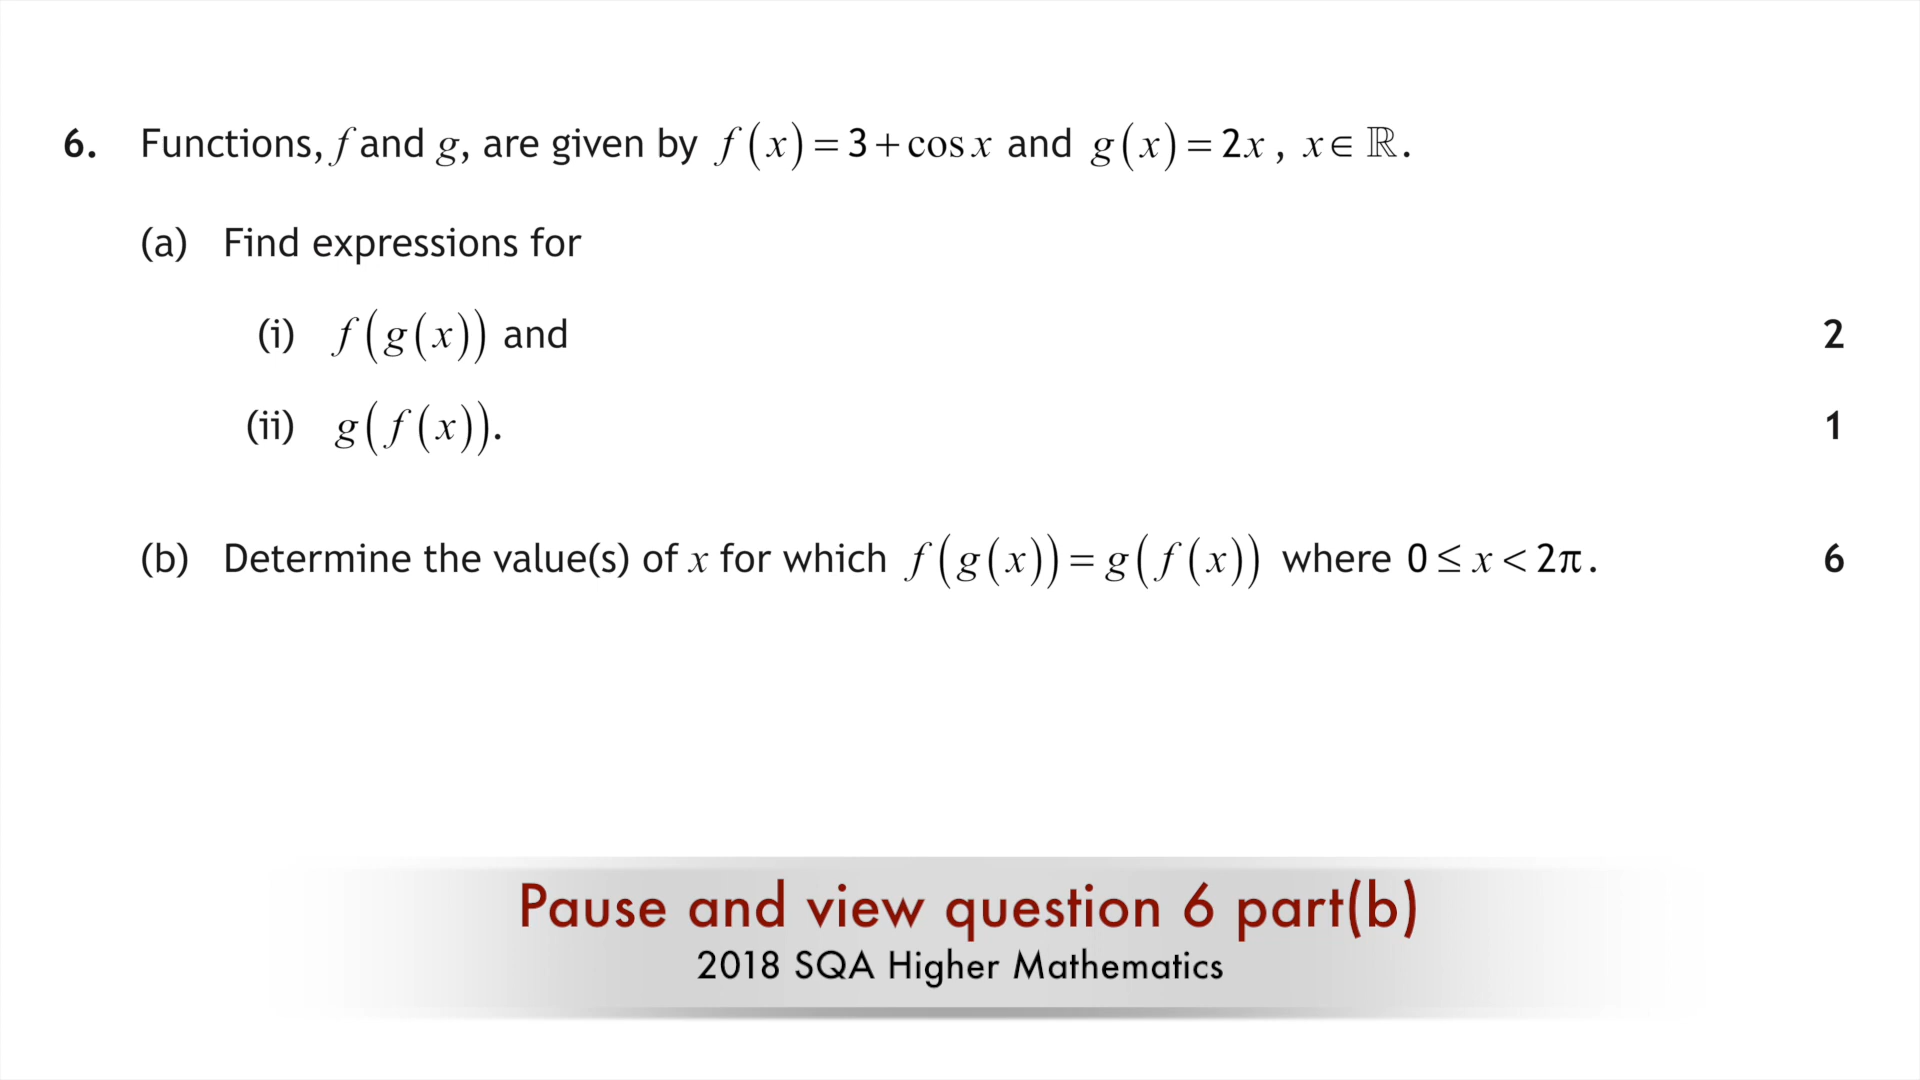 6. Functions, f and g, are given by f(x)=3+cos x and g(x)=2x, x∈ℝ.
(a) Find expressions for
(i) f(g(x)) and 2
(ii) g(f(x)). 1
(b) Determine the value(s) of x for which f(g(x))=g(f(x)) where 0≤x<2π. 6
Pause and view question 6 part(b)
2018 SQA Higher Mathematics